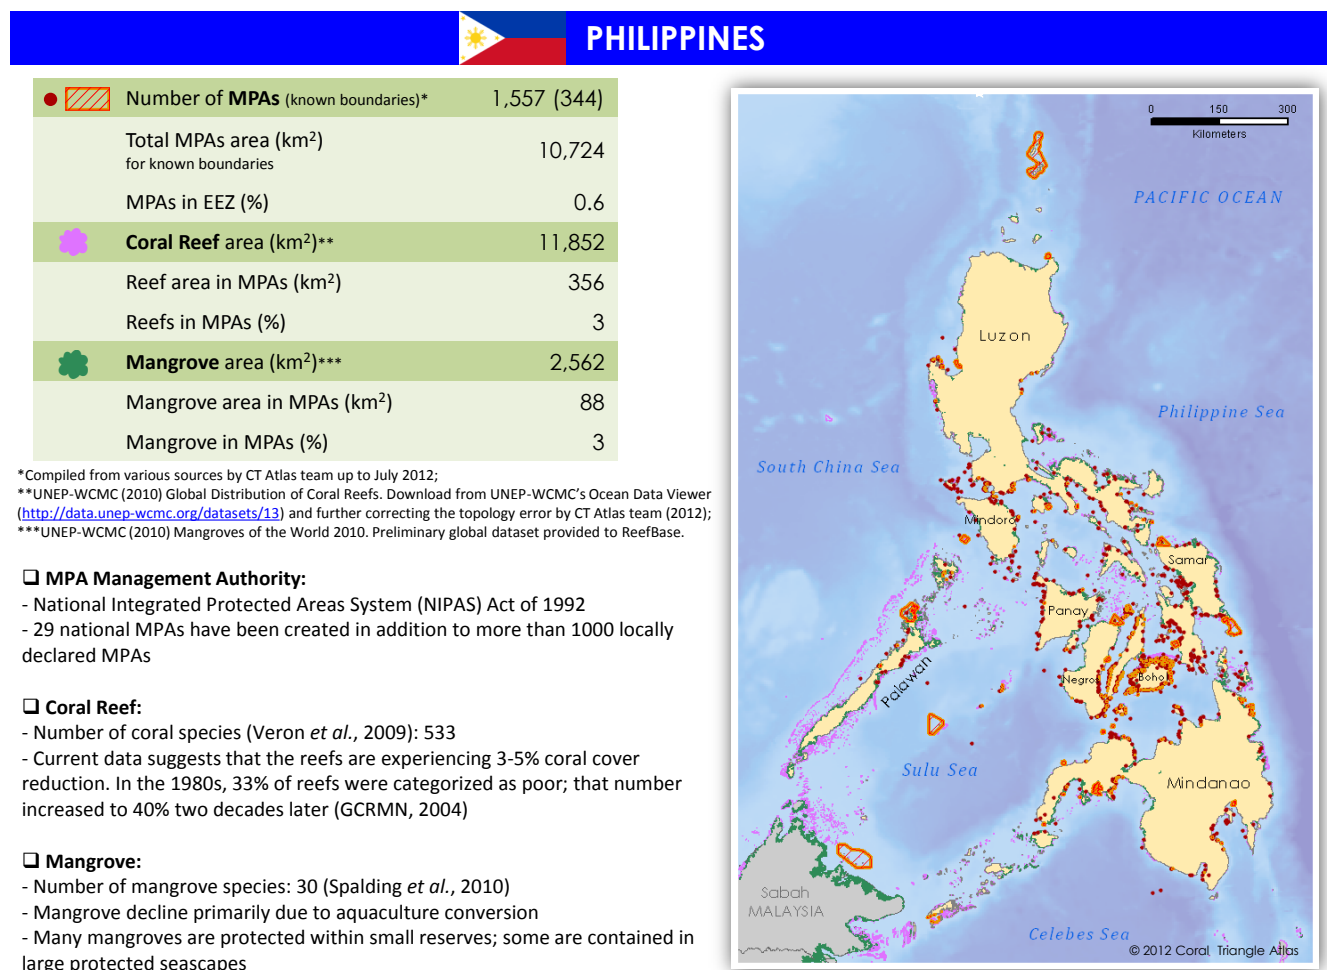 PHILIPPINES
Number of MPAs (known boundaries)* 1,557 (344)
Total MPAs area (km²) 10,724
for known boundaries
MPAs in EEZ (%) 0.6
Coral Reef area (km²)** 11,852
Reef area in MPAs (km²) 356
Reefs in MPAs (%) 3
Mangrove area (km²)*** 2,562
Mangrove area in MPAs (km²) 88
Mangrove in MPAs (%) 3
*Compiled from various sources by CT Atlas team up to July 2012;
**UNEP-WCMC (2010) Global Distribution of Coral Reefs. Download from UNEP-WCMC's Ocean Data Viewer
(http://data.unep-wcmc.org/datasets/13) and further correcting the topology error by CT Atlas team (2012);
***UNEP-WCMC (2010) Mangroves of the World 2010. Preliminary global dataset provided to ReefBase.
❑ MPA Management Authority:
- National Integrated Protected Areas System (NIPAS) Act of 1992
- 29 national MPAs have been created in addition to more than 1000 locally
declared MPAs
❑ Coral Reef:
- Number of coral species (Veron et al., 2009): 533
- Current data suggests that the reefs are experiencing 3-5% coral cover
reduction. In the 1980s, 33% of reefs were categorized as poor; that number
increased to 40% two decades later (GCRMN, 2004)
❑ Mangrove:
- Number of mangrove species: 30 (Spalding et al., 2010)
- Mangrove decline primarily due to aquaculture conversion
- Many mangroves are protected within small reserves; some are contained in
large protected seascapes
0 150 300
Kilometers
PACIFIC OCEAN
Luzon
Philippine Sea
South China Sea
Mindoro
Samar
Panay
Palawan
Negros
Bohol
Sulu Sea
Mindanao
Sabah
MALAYSIA
Celebes Sea
© 2012 Coral Triangle Atlas